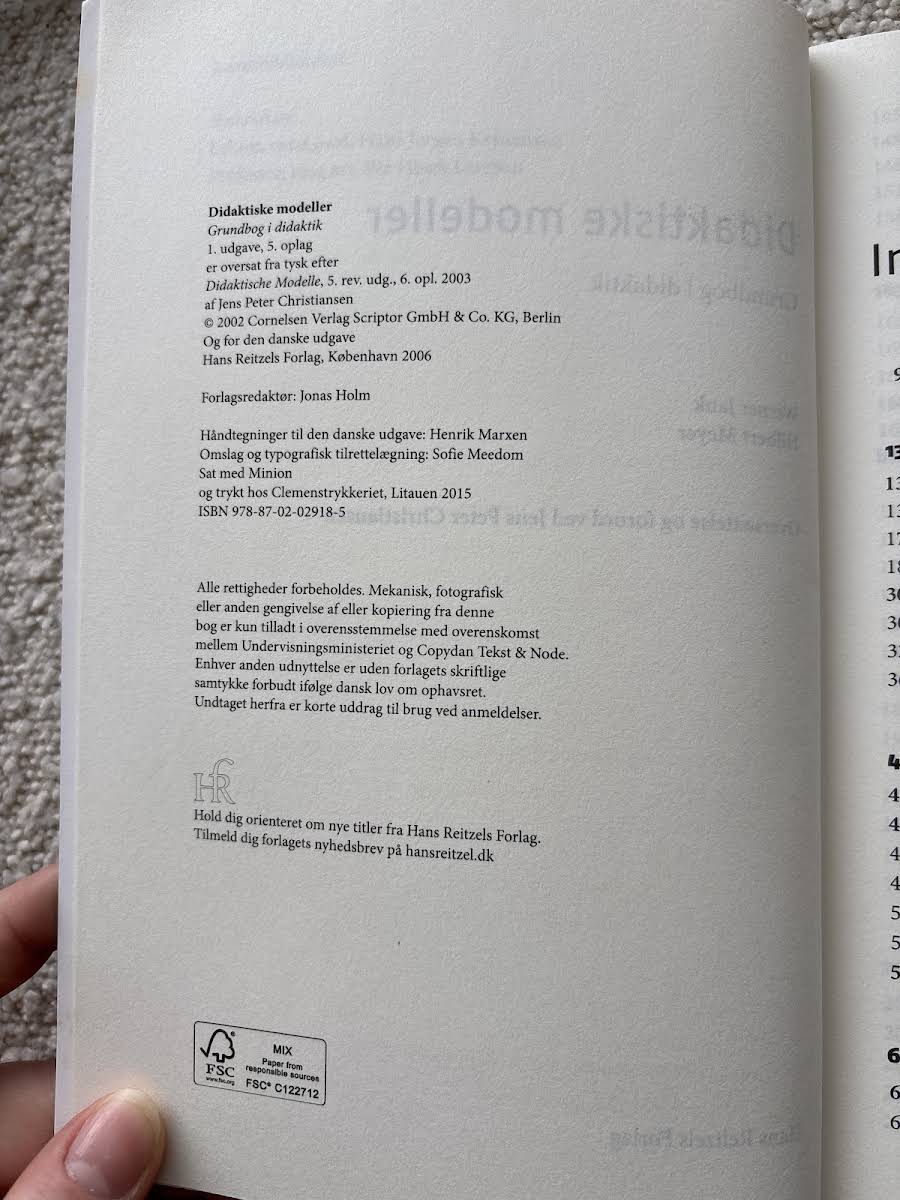 Didaktiske modeller
Grundbog i didaktik
1. udgave, 5. oplag
er oversat fra tysk efter
Didaktische Modelle, 5. rev. udg., 6. opl. 2003
af Jens Peter Christiansen
© 2002 Cornelsen Verlag Scriptor GmbH & Co. KG, Berlin
Og for den danske udgave
Hans Reitzels Forlag, København 2006
Forlagsredaktør: Jonas Holm
Håndtegninger til den danske udgave: Henrik Marxen
Omslag og typografisk tilrettelægning: Sofie Meedom
Sat med Minion
og trykt hos Clemenstrykkeriet, Litauen 2015
ISBN 978-87-02-02918-5
Alle rettigheder forbeholdes. Mekanisk, fotografisk
eller anden gengivelse af eller kopiering fra denne
bog er kun tilladt i overensstemmelse med overenskomst
mellem Undervisningsministeriet og Copydan Tekst & Node.
Enhver anden udnyttelse er uden forlagets skriftlige
samtykke forbudt ifølge dansk lov om ophavsret.
Undtaget herfra er korte uddrag til brug ved anmeldelser.
HfR
Hold dig orienteret om nye titler fra Hans Reitzels Forlag.
Tilmeld dig forlagets nyhedsbrev på hansreitzel.dk
FSC
www.fsc.org
MIX
Paper from
responsible sources
FSC® C122712